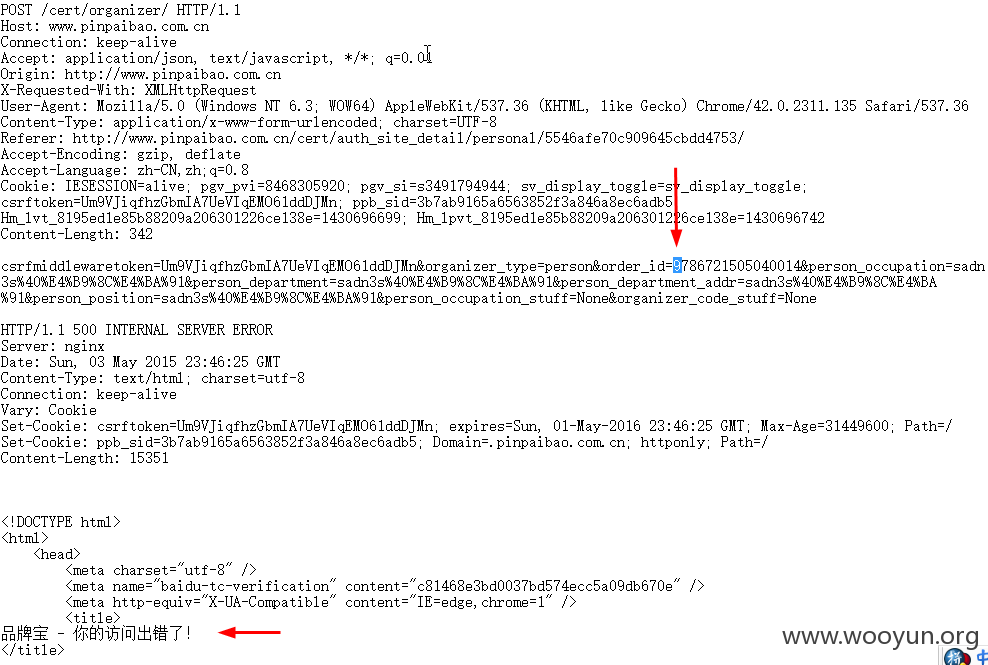 POST /cert/organizer/ HTTP/1.1
Host: www.pinpaibao.com.cn
Connection: keep-alive
Accept: application/json, text/javascript, */*; q=0.01
Origin: http://www.pinpaibao.com.cn
X-Requested-With: XMLHttpRequest
User-Agent: Mozilla/5.0 (Windows NT 6.3; WOW64) AppleWebKit/537.36 (KHTML, like Gecko) Chrome/42.0.2311.135 Safari/537.36
Content-Type: application/x-www-form-urlencoded; charset=UTF-8
Referer: http://www.pinpaibao.com.cn/cert/auth_site_detail/personal/5546afe70c909645cbdd4753/
Accept-Encoding: gzip, deflate
Accept-Language: zh-CN,zh;q=0.8
Cookie: IESESSION=alive; pgv_pvi=8468305920; pgv_si=s3491794944; sv_display_toggle=sv_display_toggle;
csrftoken=Um9VJiqfhzGbmIA7UeVIqEMO61ddDJMn; ppb_sid=3b7ab9165a6563852f3a846a8ec6adb5;
Hm_lvt_8195ed1e85b88209a206301226ce138e=1430696699; Hm_lpvt_8195ed1e85b88209a206301226ce138e=1430696742
Content-Length: 342
csrfmiddlewaretoken=Um9VJiqfhzGbmIA7UeVIqEMO61ddDJMn&organizer_type=person&order_id=9786721505040014&person_occupation=sadn
3s%40%E4%B9%8C%E4%BA%91&person_department=sadn3s%40%E4%B9%8C%E4%BA%91&person_department_addr=sadn3s%40%E4%B9%8C%E4%BA
%91&person_position=sadn3s%40%E4%B9%8C%E4%BA%91&person_occupation_stuff=None&organizer_code_stuff=None
HTTP/1.1 500 INTERNAL SERVER ERROR
Server: nginx
Date: Sun, 03 May 2015 23:46:25 GMT
Content-Type: text/html; charset=utf-8
Connection: keep-alive
Vary: Cookie
Set-Cookie: csrftoken=Um9VJiqfhzGbmIA7UeVIqEMO61ddDJMn; expires=Sun, 01-May-2016 23:46:25 GMT; Max-Age=31449600; Path=/
Set-Cookie: ppb_sid=3b7ab9165a6563852f3a846a8ec6adb5; Domain=.pinpaibao.com.cn; httponly; Path=/
Content-Length: 15351
<!DOCTYPE html>
<html>
<head>
<meta charset="utf-8" />
<meta name="baidu-tc-verification" content="c81468e3bd0037bd574ecc5a09db670e" />
<meta http-equiv="X-UA-Compatible" content="IE=edge,chrome=1" />
<title>
品牌宝 - 你的访问出错了!
</title>
www.wooyun.org